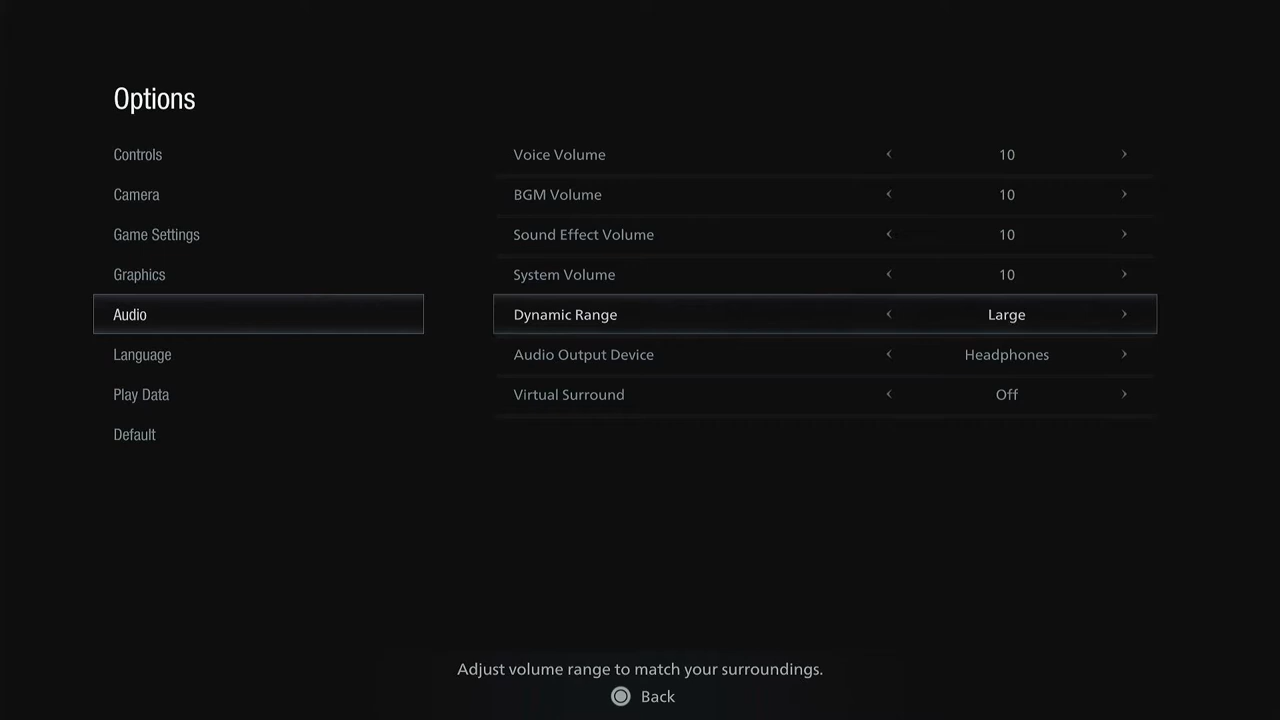 Options
Controls
Camera
Game Settings
Graphics
Audio
Language
Play Data
Default
Voice Volume 10
BGM Volume 10
Sound Effect Volume 10
System Volume 10
Dynamic Range Large
Audio Output Device Headphones
Virtual Surround Off
Adjust volume range to match your surroundings.
Back